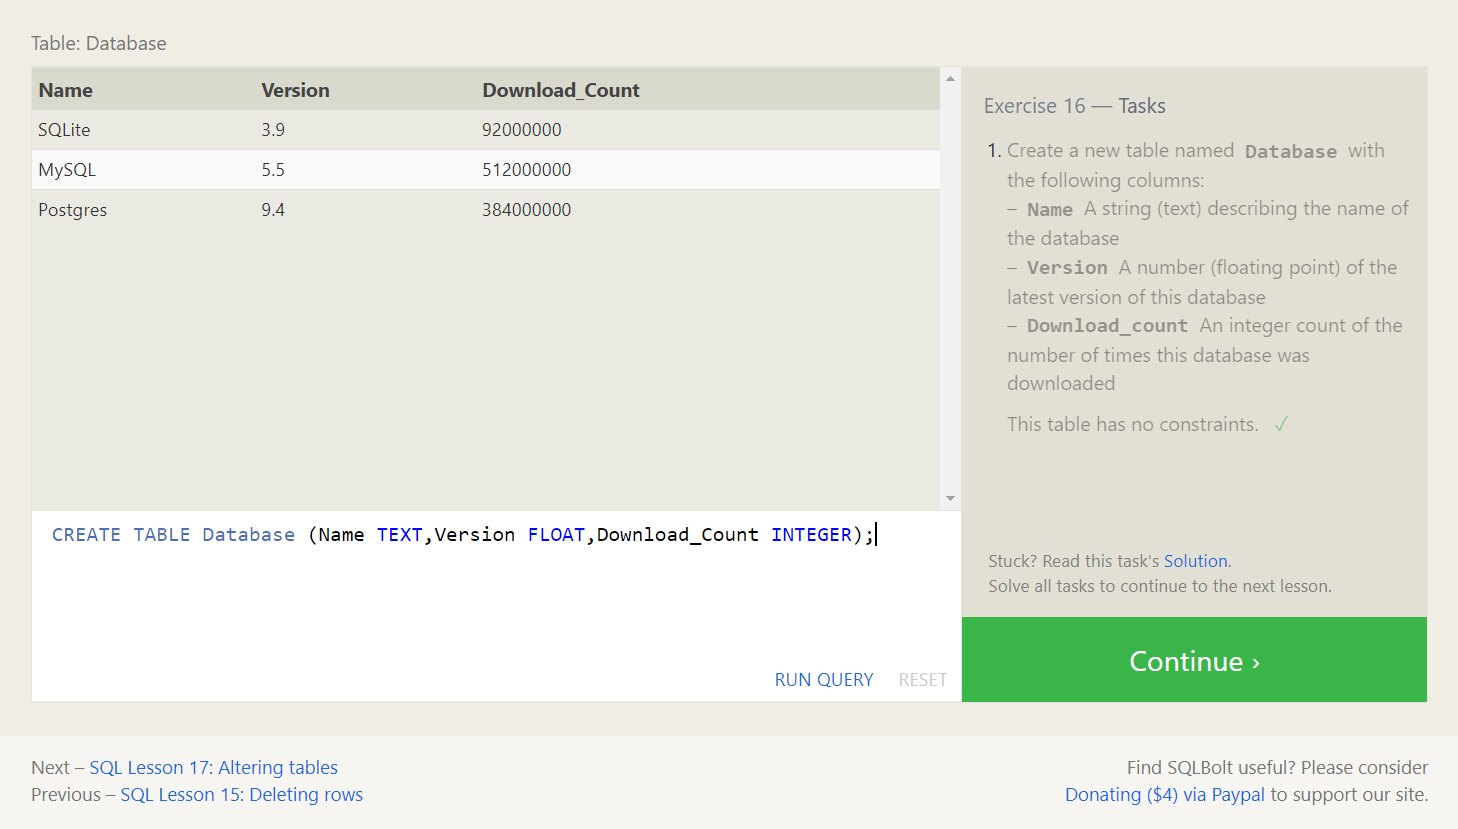 Table: Database
Name Version Download_Count
SQLite 3.9 92000000
MySQL 5.5 512000000
Postgres 9.4 384000000
CREATE TABLE Database (Name TEXT,Version FLOAT,Download_Count INTEGER);
RUN QUERY RESET
Exercise 16 — Tasks
1. Create a new table named Database with
the following columns:
– Name A string (text) describing the name of
the database
– Version A number (floating point) of the
latest version of this database
– Download_count An integer count of the
number of times this database was
downloaded
This table has no constraints. ✓
Stuck? Read this task's Solution.
Solve all tasks to continue to the next lesson.
Continue ›
Next – SQL Lesson 17: Altering tables
Previous – SQL Lesson 15: Deleting rows
Find SQLBolt useful? Please consider
Donating ($4) via Paypal to support our site.